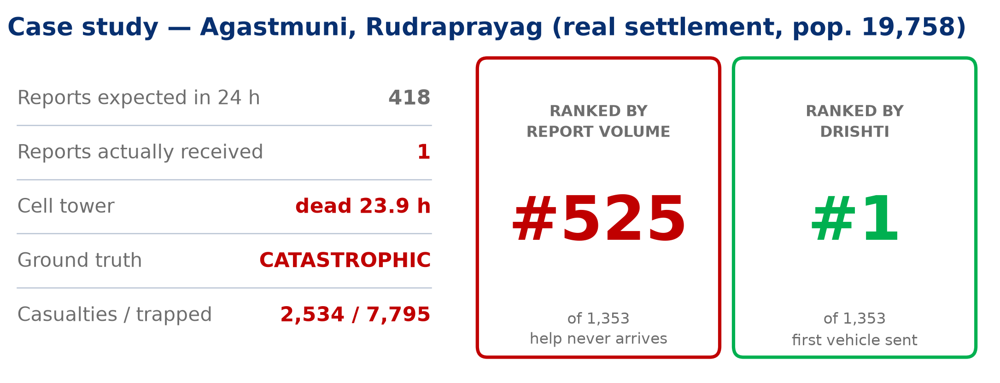 Case study — Agastmuni, Rudraprayag (real settlement, pop. 19,758)
Reports expected in 24 h 418
Reports actually received 1
Cell tower dead 23.9 h
Ground truth CATASTROPHIC
Casualties / trapped 2,534 / 7,795
RANKED BY
REPORT VOLUME
#525
of 1,353
help never arrives
RANKED BY
DRISHTI
#1
of 1,353
first vehicle sent